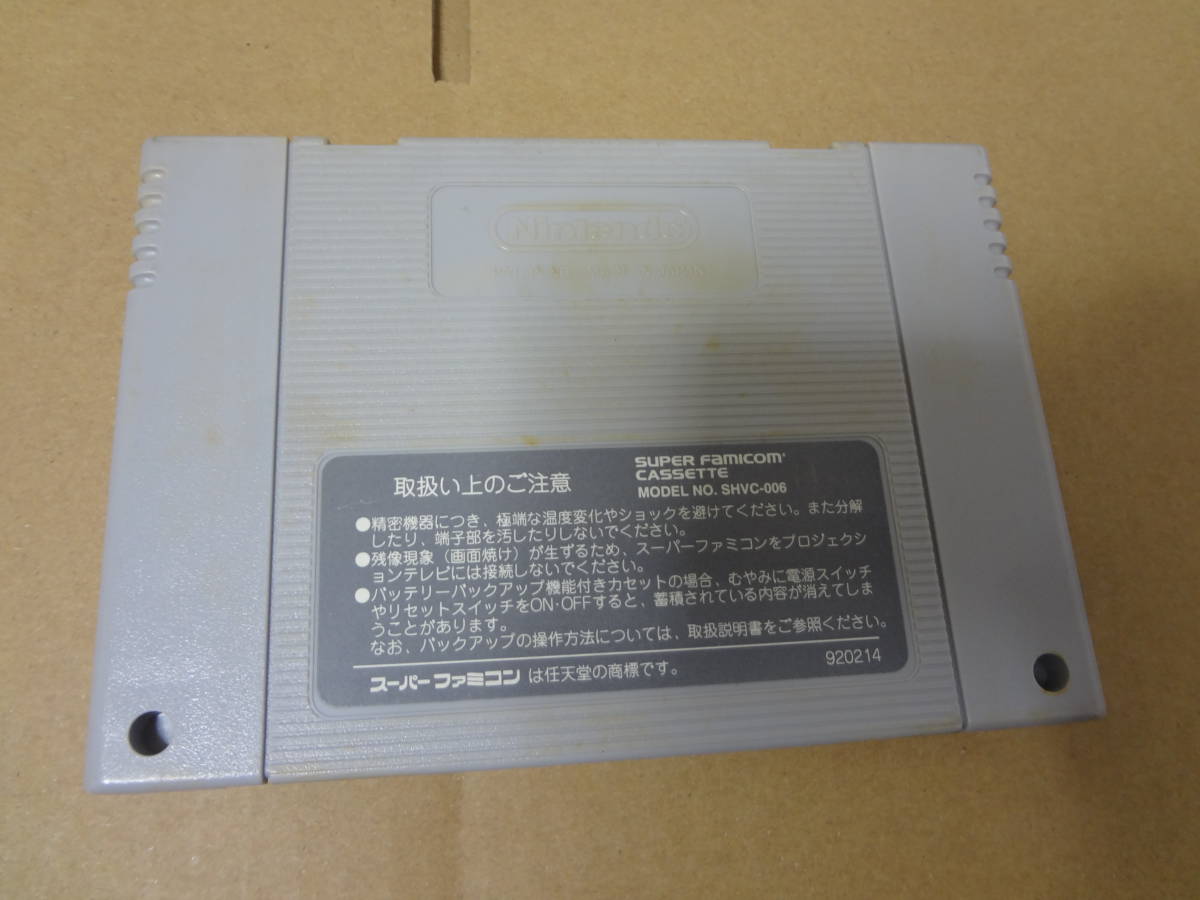 Nintendo
取扱い上のご注意
SUPER FAMICOM
CASSETTE
MODEL NO. SHVC-006
●精密機器につき、極端な温度変化やショックを避けてください。また分解
したり、端子部を汚したりしないでください。
●残像現象(画面焼け)が生ずるため、スーパーファミコンをプロジェクシ
ョンテレビには接続しないでください。
●バッテリーバックアップ機能付きカセットの場合、むやみに電源スイッチ
やリセットスイッチをON・OFFすると、蓄積されている内容が消えてしま
うことがあります。
なお、バックアップの操作方法については、取扱説明書をご参照ください。
スーパーファミコン は任天堂の商標です。
920214